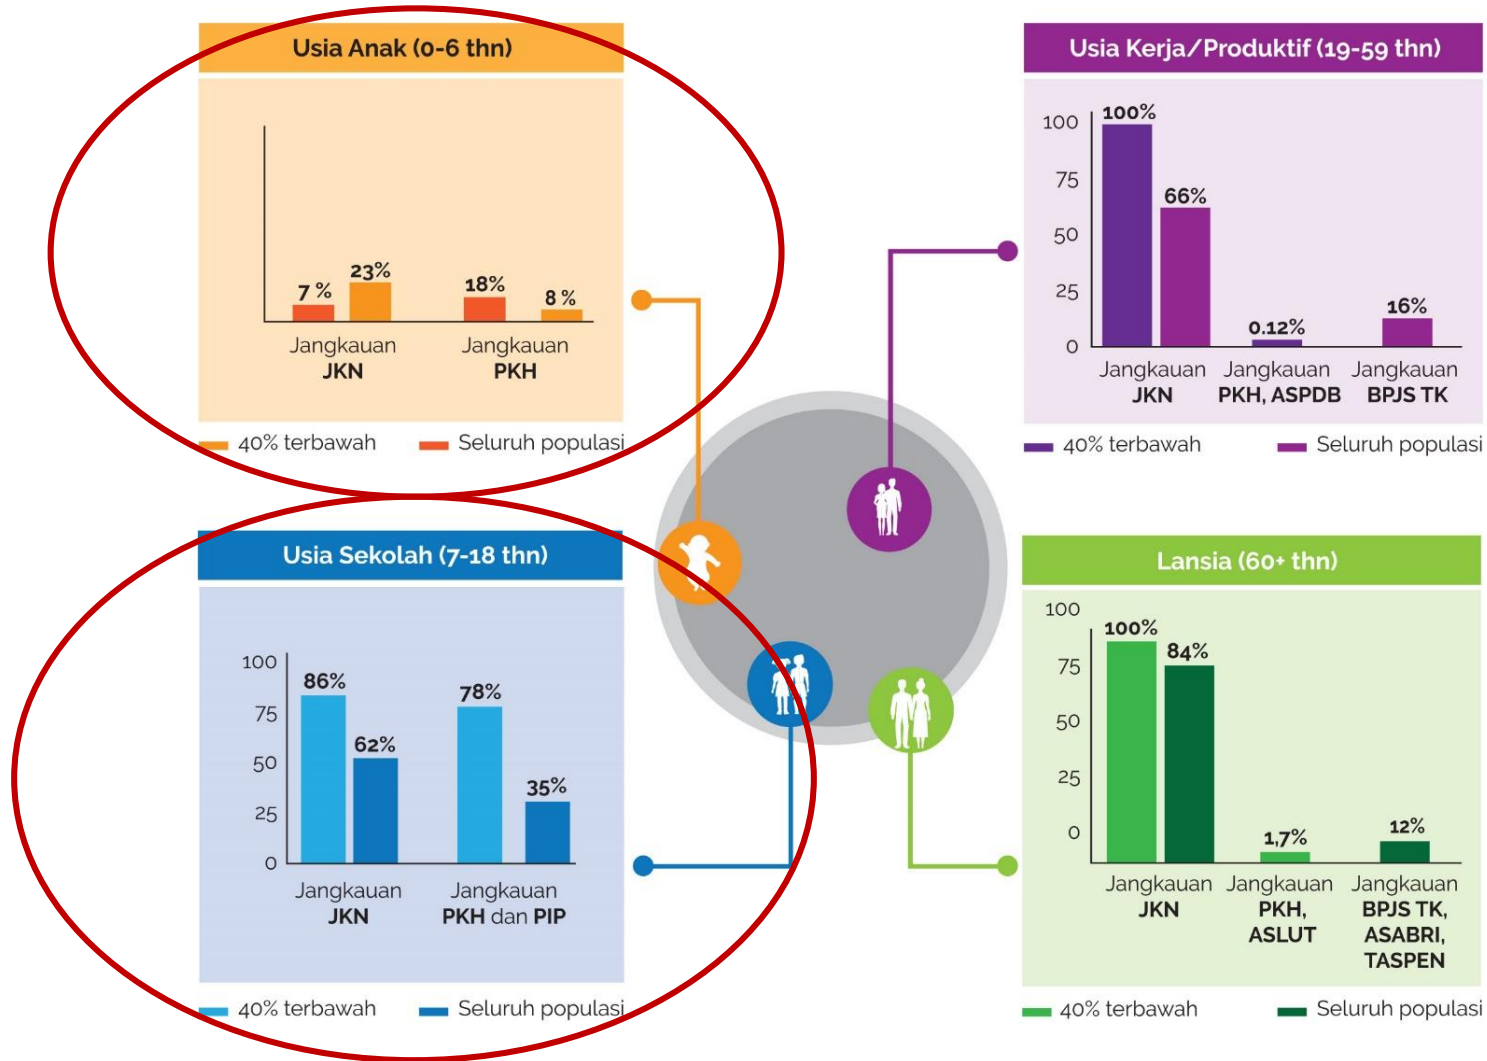 Usia Anak (0-6 thn)
7 %
23%
18%
8 %
Jangkauan
JKN
Jangkauan
PKH
40% terbawah
Seluruh populasi
Usia Kerja/Produktif (19-59 thn)
100
75
50
25
0
100%
66%
0.12%
16%
Jangkauan
JKN
Jangkauan
PKH, ASPDB
Jangkauan
BPJS TK
40% terbawah
Seluruh populasi
Usia Sekolah (7-18 thn)
100
75
50
25
0
86%
62%
78%
35%
Jangkauan
JKN
Jangkauan
PKH dan PIP
40% terbawah
Seluruh populasi
Lansia (60+ thn)
100
75
50
25
0
100%
84%
1,7%
12%
Jangkauan
JKN
Jangkauan
PKH,
ASLUT
Jangkauan
BPJS TK,
ASABRI,
TASPEN
40% terbawah
Seluruh populasi